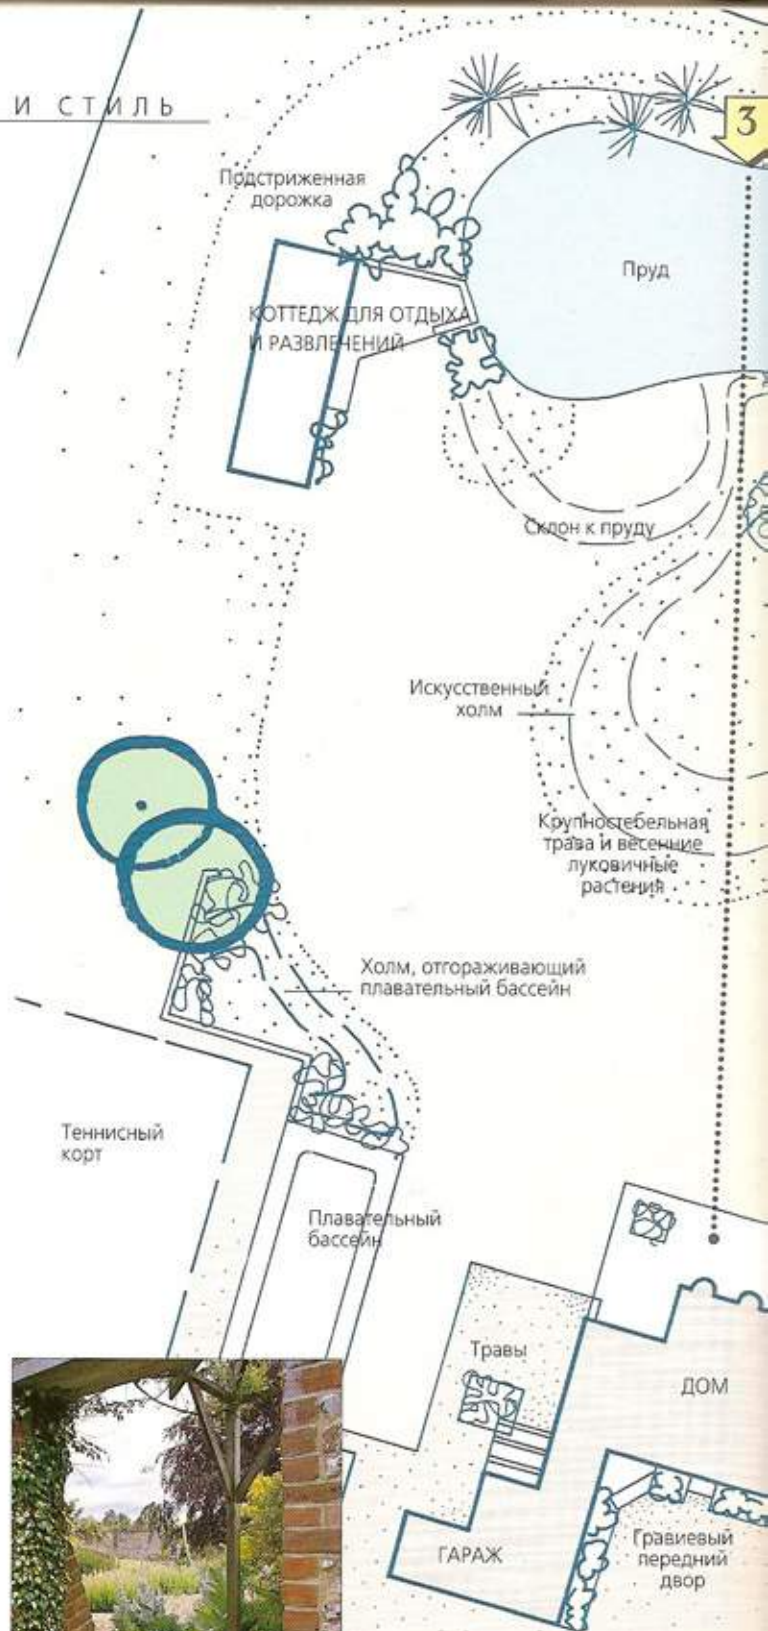 И СТИЛЬ
3
Подстриженная
дорожка
Пруд
КОТТЕДЖ ДЛЯ ОТДЫХА
И РАЗВЛЕЧЕНИЙ
Склон к пруду
Искусственный
холм
Крупностебельная
трава и весенние
луковичные
растения
Холм, отгораживающий
плавательный бассейн
Теннисный
корт
Плавательный
бассейн
Травы
ДОМ
ГАРАЖ
Гравиевый
передний
двор